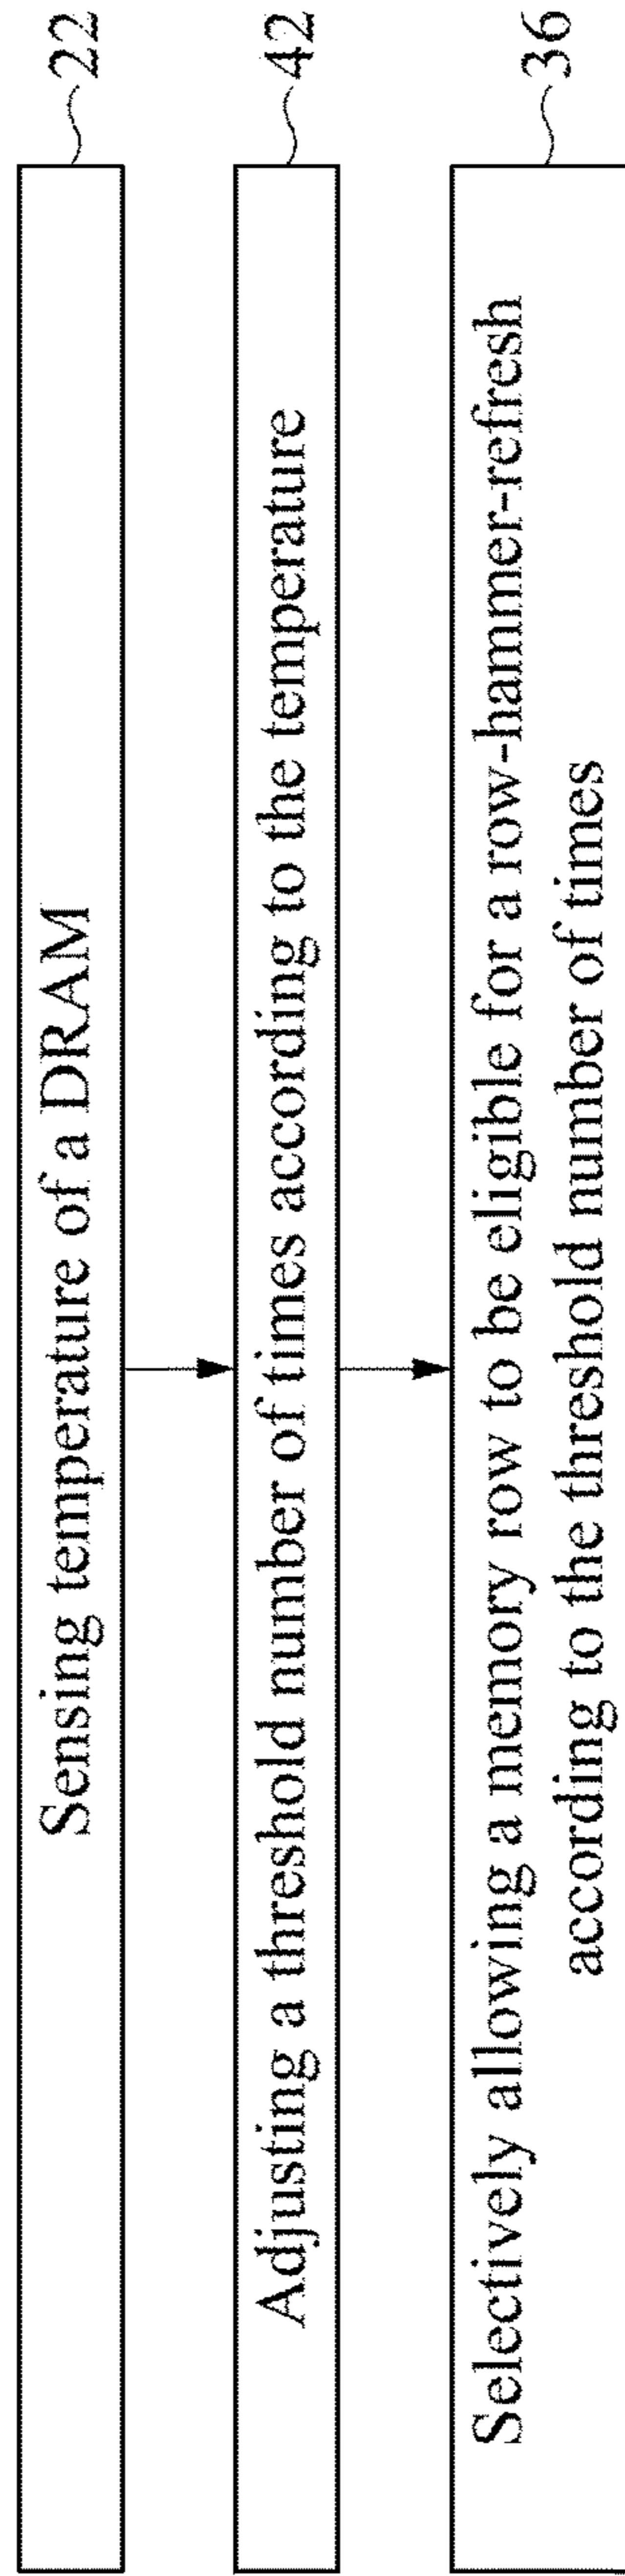 Sensing temperature of a DRAM
22
Adjusting a threshold number of times according to the temperature
42
Selectively allowing a memory row to be eligible for a row-hammer-refresh
according to the threshold number of times
36